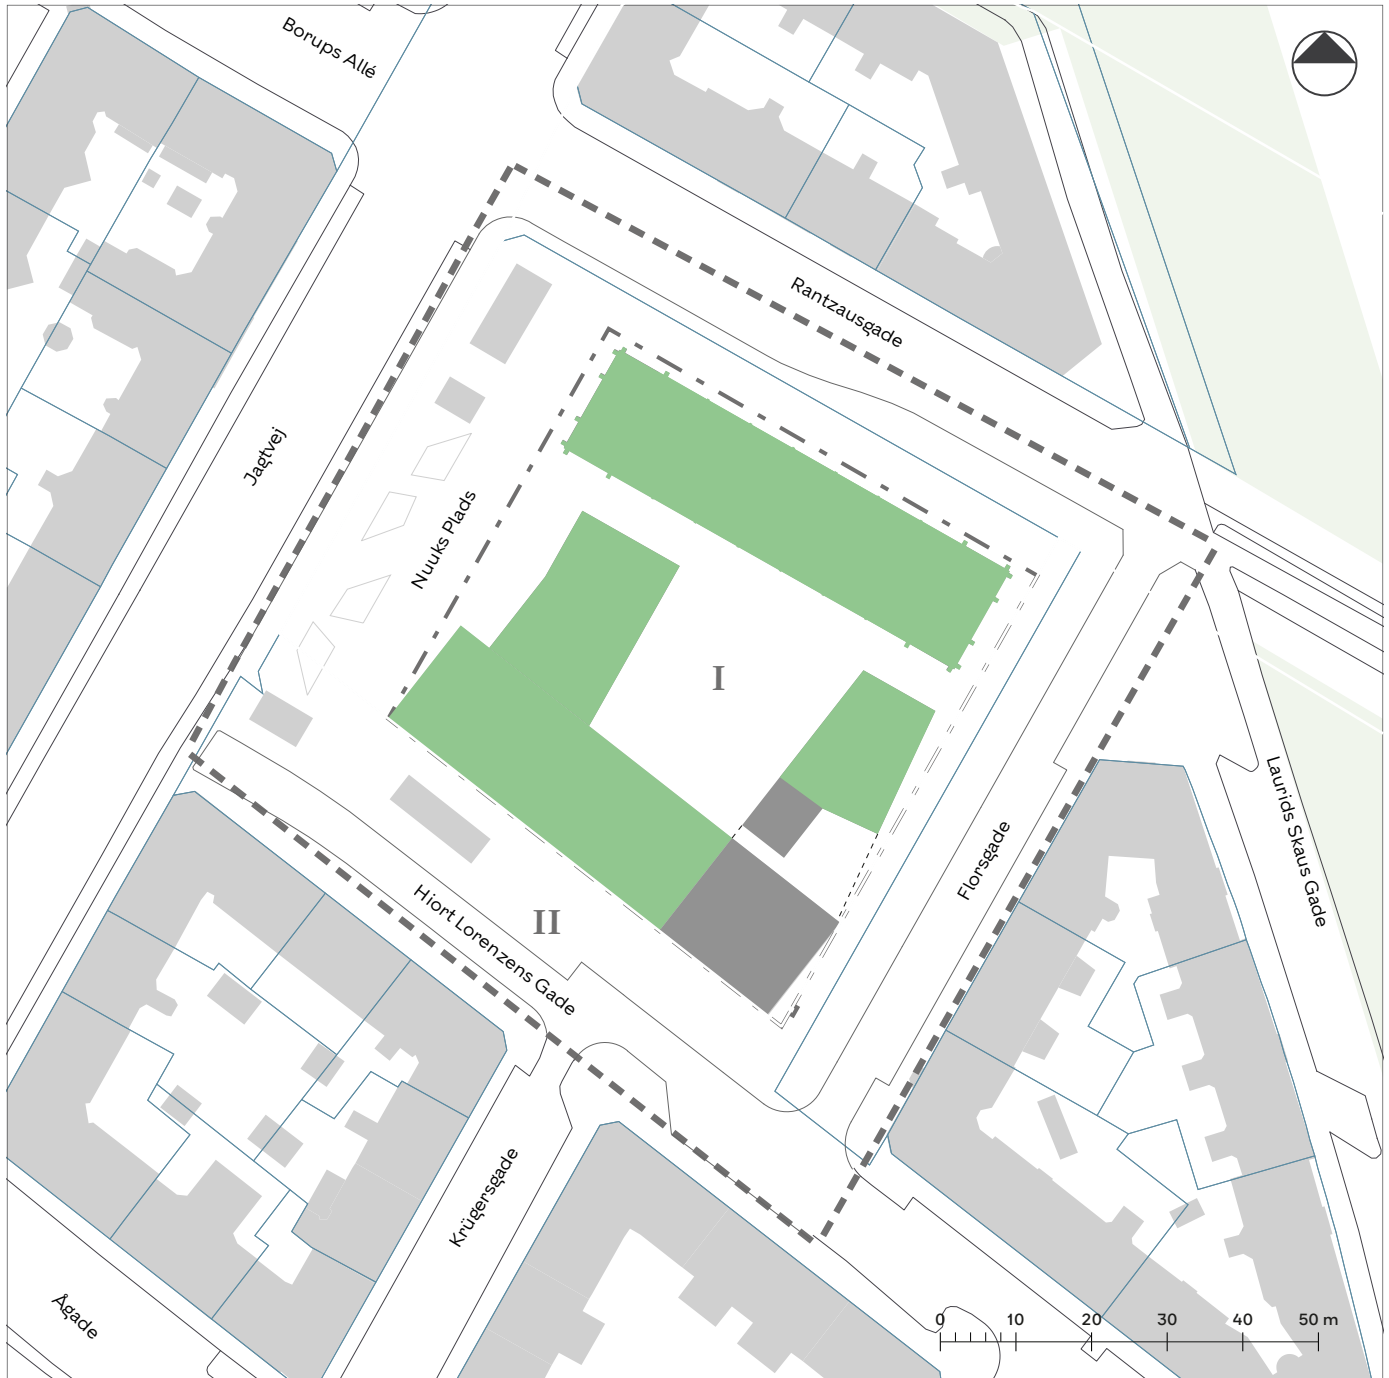 Borups Allé
Rantzausgade
Jagtvej
Nuuks Plads
I
II
Hiort Lorenzens Gade
Florsgade
Laurids Skaus Gade
Krügersgade
Ågade
0 10 20 30 40 50 m